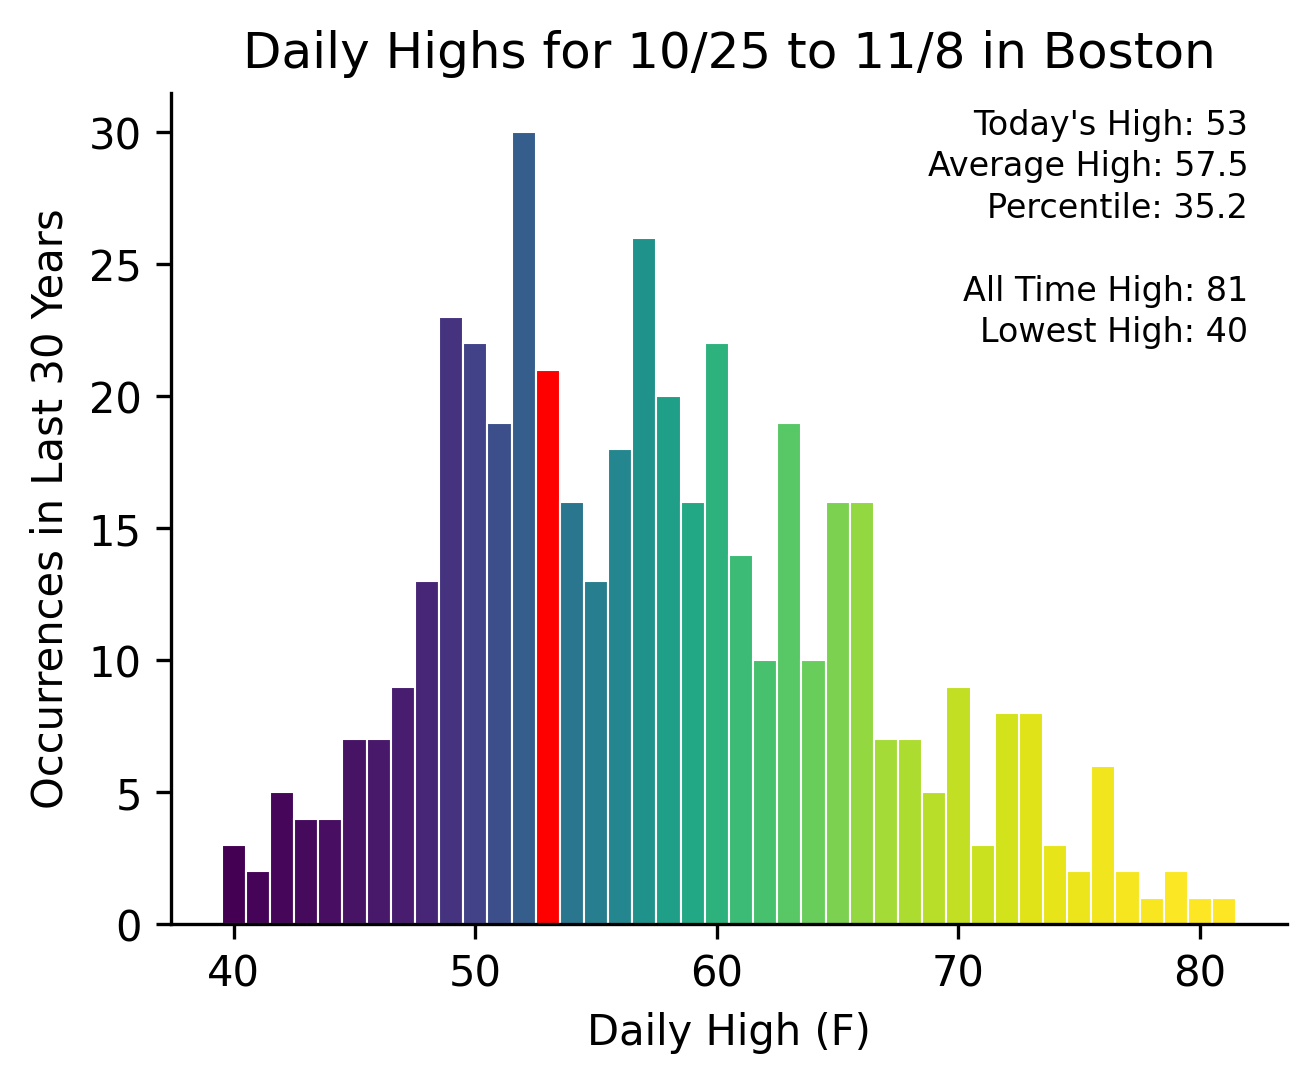 Daily Highs for 10/25 to 11/8 in Boston
Today's High: 53
Average High: 57.5
Percentile: 35.2
All Time High: 81
Lowest High: 40
Occurrences in Last 30 Years
30
25
20
15
10
5
0
40 50 60 70 80
Daily High (F)